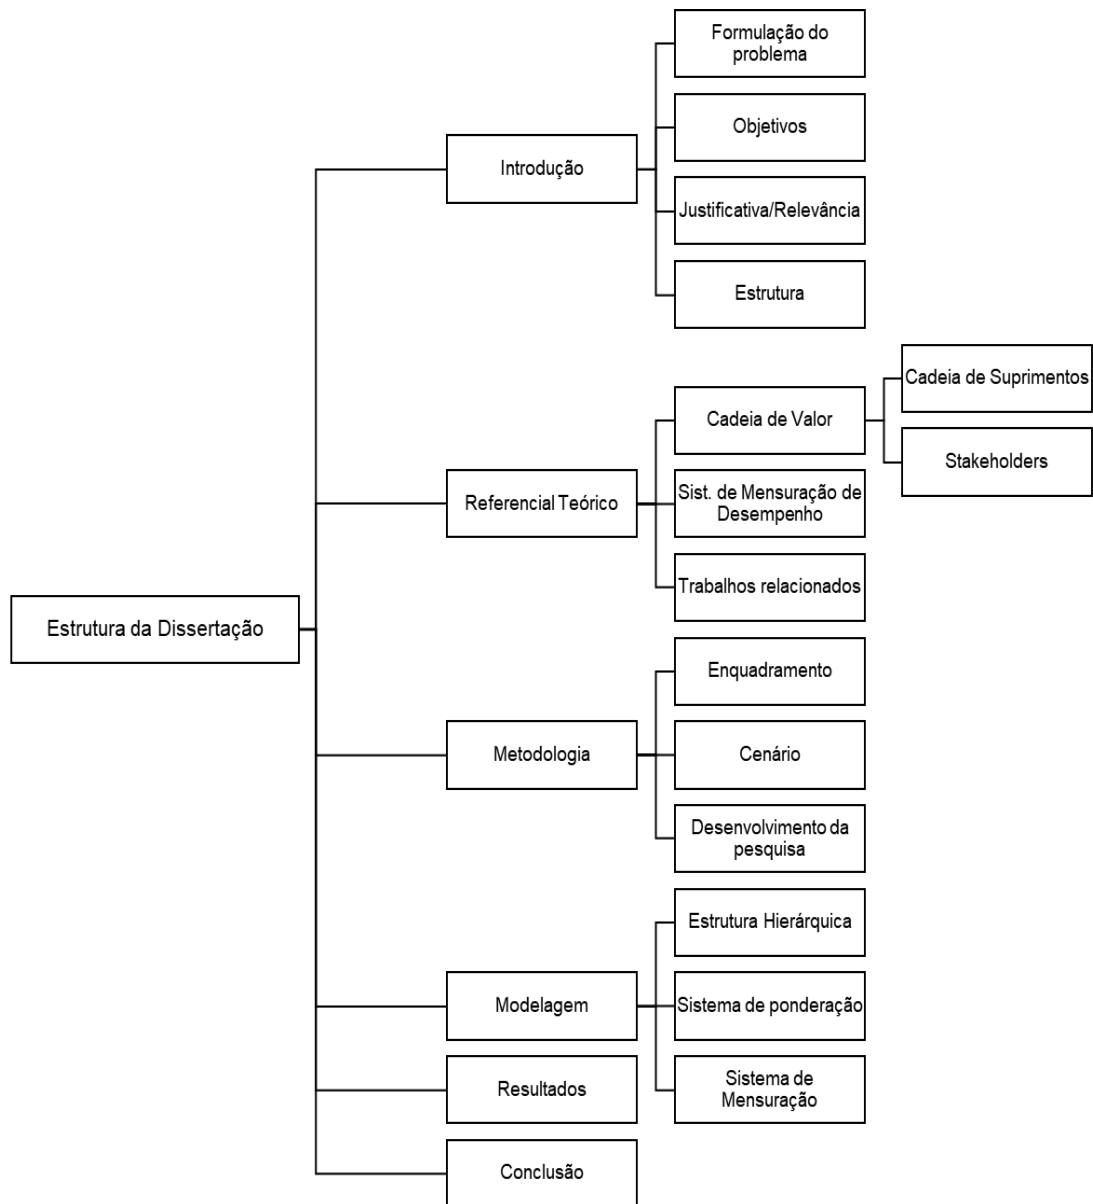 Estrutura da Dissertação
Introdução
Formulação do
problema
Objetivos
Justificativa/Relevância
Estrutura
Referencial Teórico
Cadeia de Valor
Cadeia de Suprimentos
Stakeholders
Sist. de Mensuração de
Desempenho
Trabalhos relacionados
Metodologia
Enquadramento
Cenário
Desenvolvimento da
pesquisa
Modelagem
Estrutura Hierárquica
Sistema de ponderação
Sistema de
Mensuração
Resultados
Conclusão